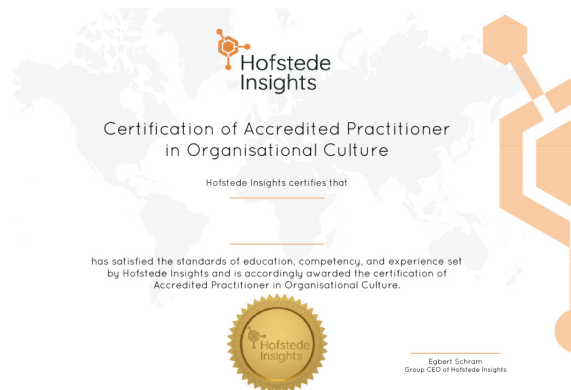 Hofstede
Insights
Certification of Accredited Practitioner
in Organisational Culture
Hofstede Insights certifies that
has satisfied the standards of education, competency, and experience set
by Hofstede Insights and is accordingly awarded the certification of
Accredited Practitioner in Organisational Culture.
Hofstede
Insights
Egbert Schram
Group CEO of Hofstede Insights